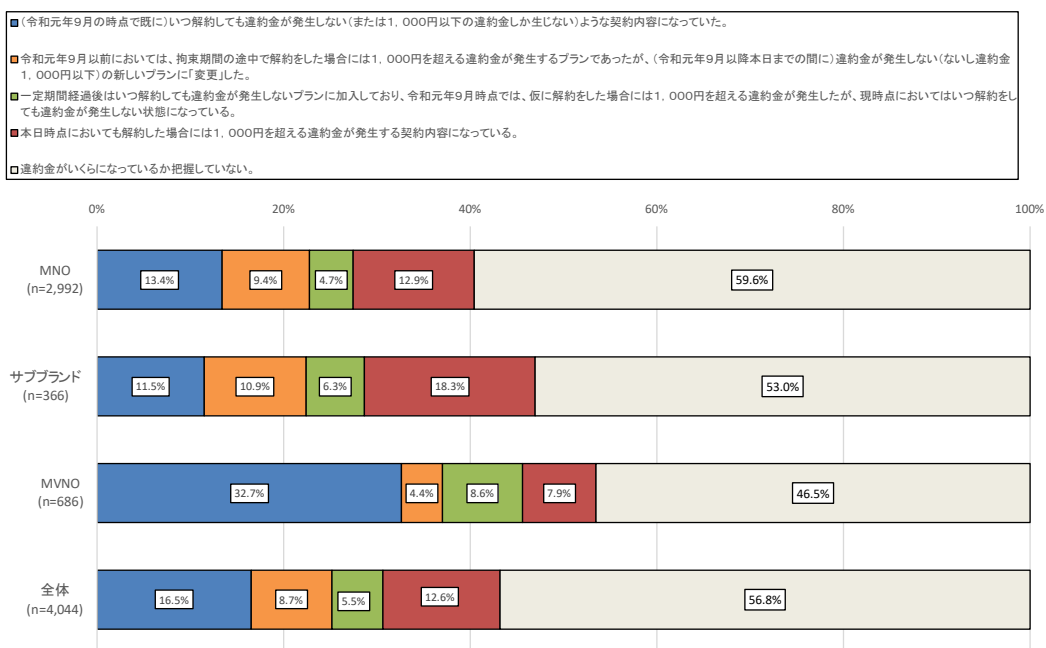 (令和元年9月の時点で既に)いつ解約しても違約金が発生しない(または1,000円以下の違約金しか生じない)ような契約内容になっていた。
令和元年9月以前においては、拘束期間の途中で解約をした場合には1,000円を超える違約金が発生するプランであったが、(令和元年9月以降本日までの間に)違約金が発生しない(ないし違約金
1,000円以下)の新しいプランに「変更」した。
一定期間経過後はいつ解約しても違約金が発生しないプランに加入しており、令和元年9月時点では、仮に解約をした場合には1,000円を超える違約金が発生したが、現時点においてはいつ解約をし
ても違約金が発生しない状態になっている。
本日時点においても解約した場合には1,000円を超える違約金が発生する契約内容になっている。
違約金がいくらになっているか把握していない。
0% 20% 40% 60% 80% 100%
MNO
(n=2,992)
13.4% 9.4% 4.7% 12.9% 59.6%
サブブランド
(n=366)
11.5% 10.9% 6.3% 18.3% 53.0%
MVNO
(n=686)
32.7% 4.4% 8.6% 7.9% 46.5%
全体
(n=4,044)
16.5% 8.7% 5.5% 12.6% 56.8%